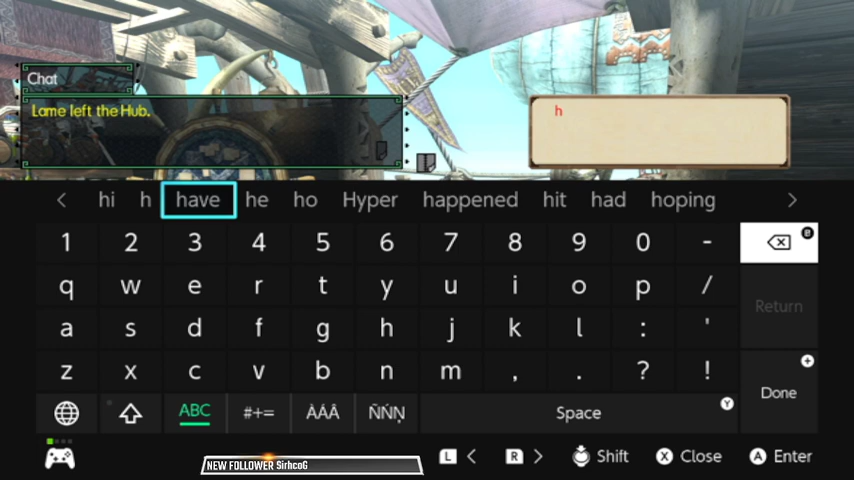 Chat
Lame left the Hub.
h
< hi h have he ho Hyper happened hit had hoping >
1 2 3 4 5 6 7 8 9 0 -
q w e r t y u i o p /
Return
a s d f g h j k l : '
z x c v b n m , . ? !
Done
ABC #+= ÀÁÂ ÑŃŅ Space Y
L < R > Shift X Close A Enter
NEW FOLLOWER SirhcoG